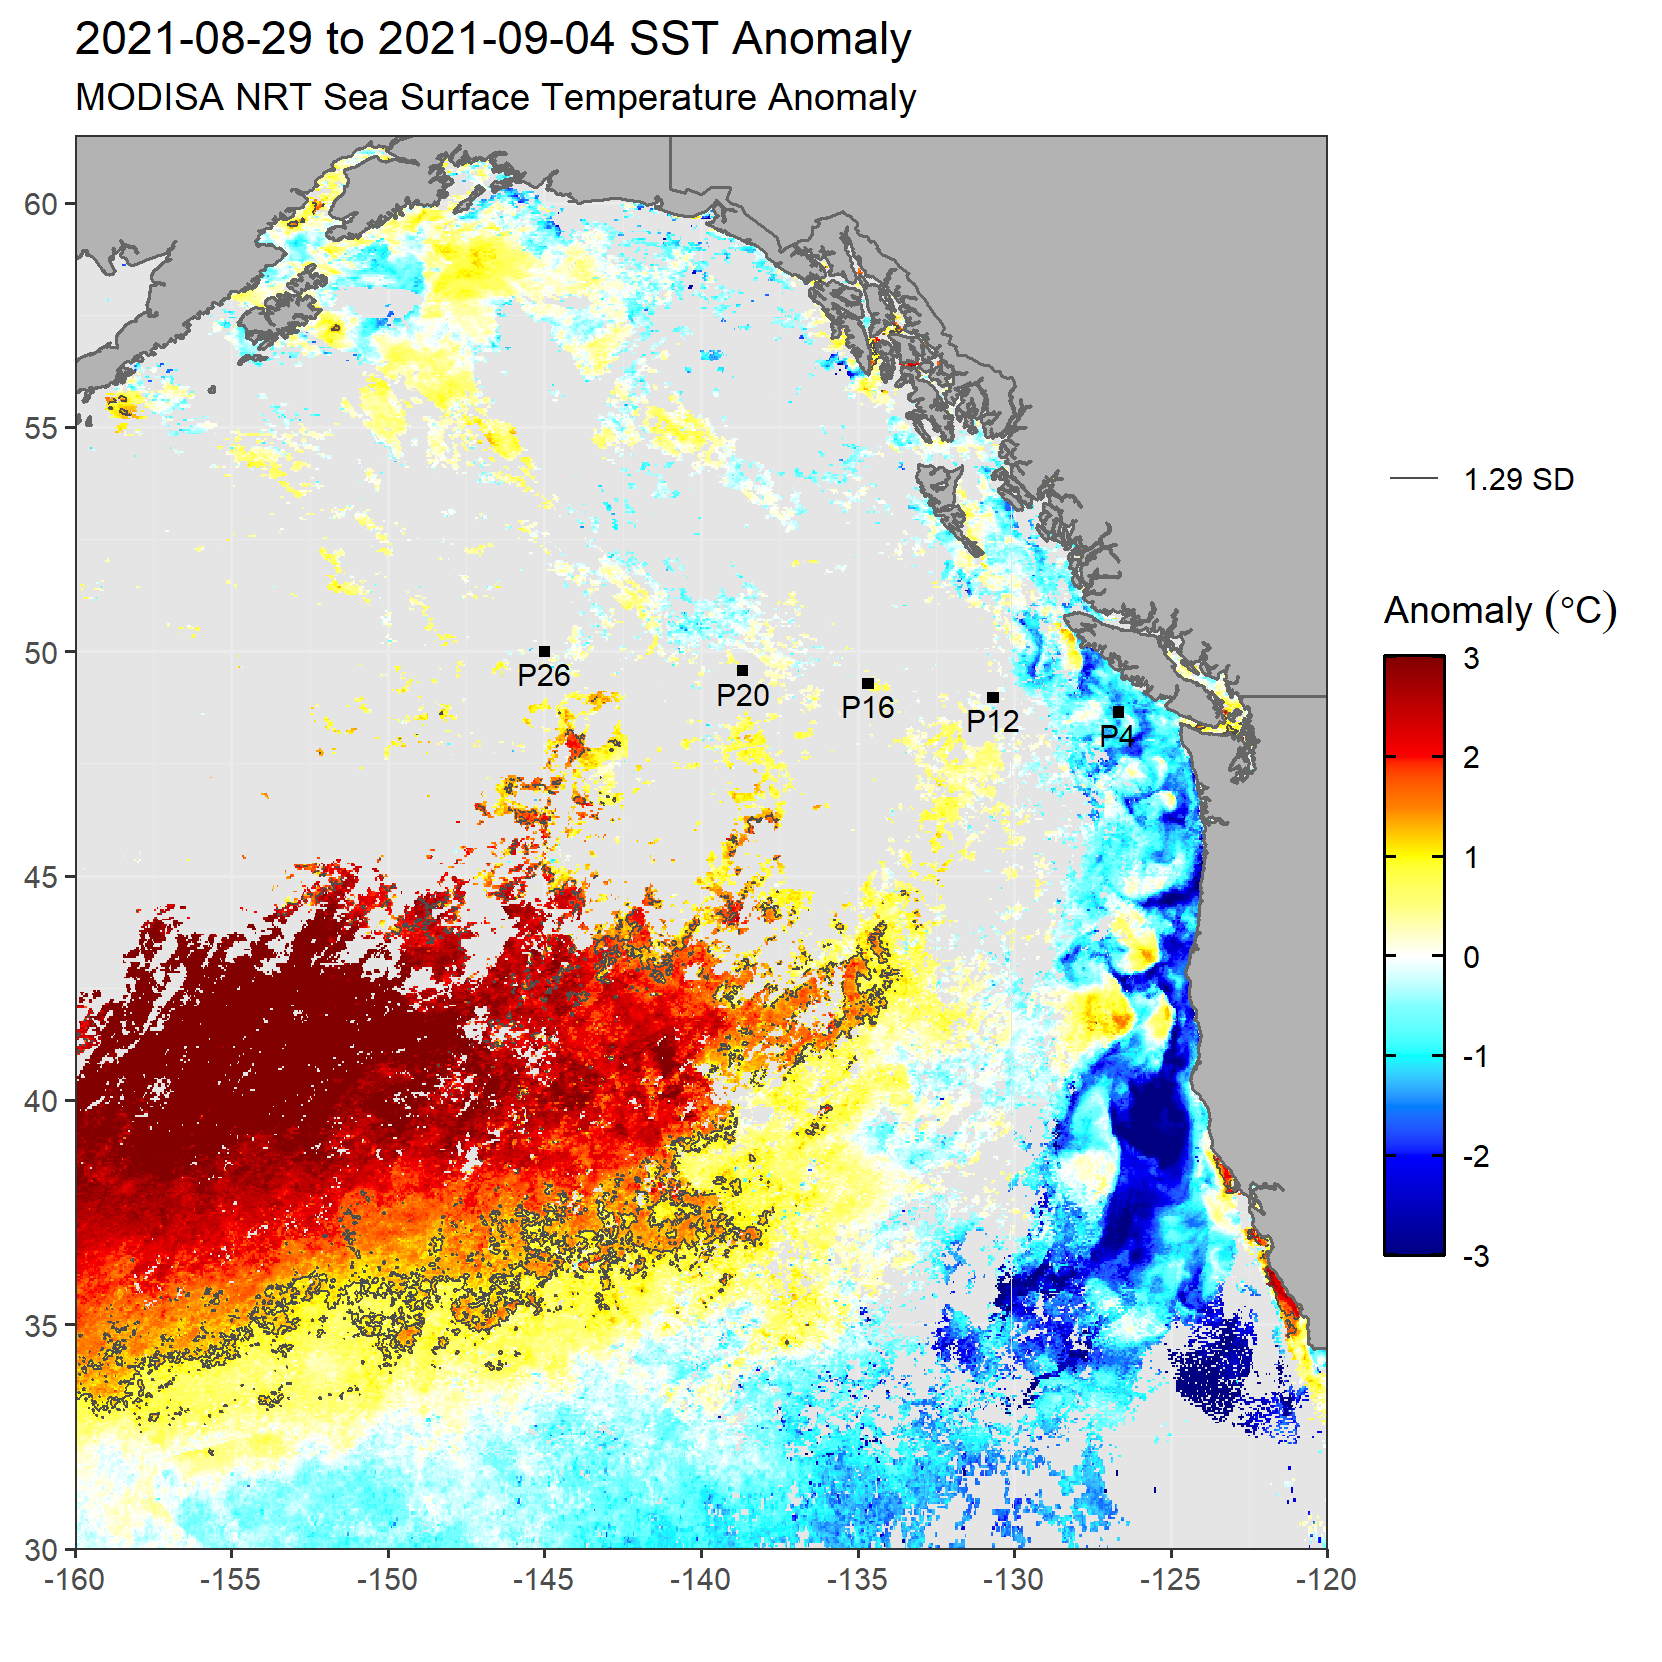 2021-08-29 to 2021-09-04 SST Anomaly
MODISA NRT Sea Surface Temperature Anomaly
60
55
50
45
40
35
30
-160
-155
-150
-145
-140
-135
-130
-125
-120
P26
P20
P16
P12
P4
1.29 SD
Anomaly (°C)
3
2
1
0
-1
-2
-3